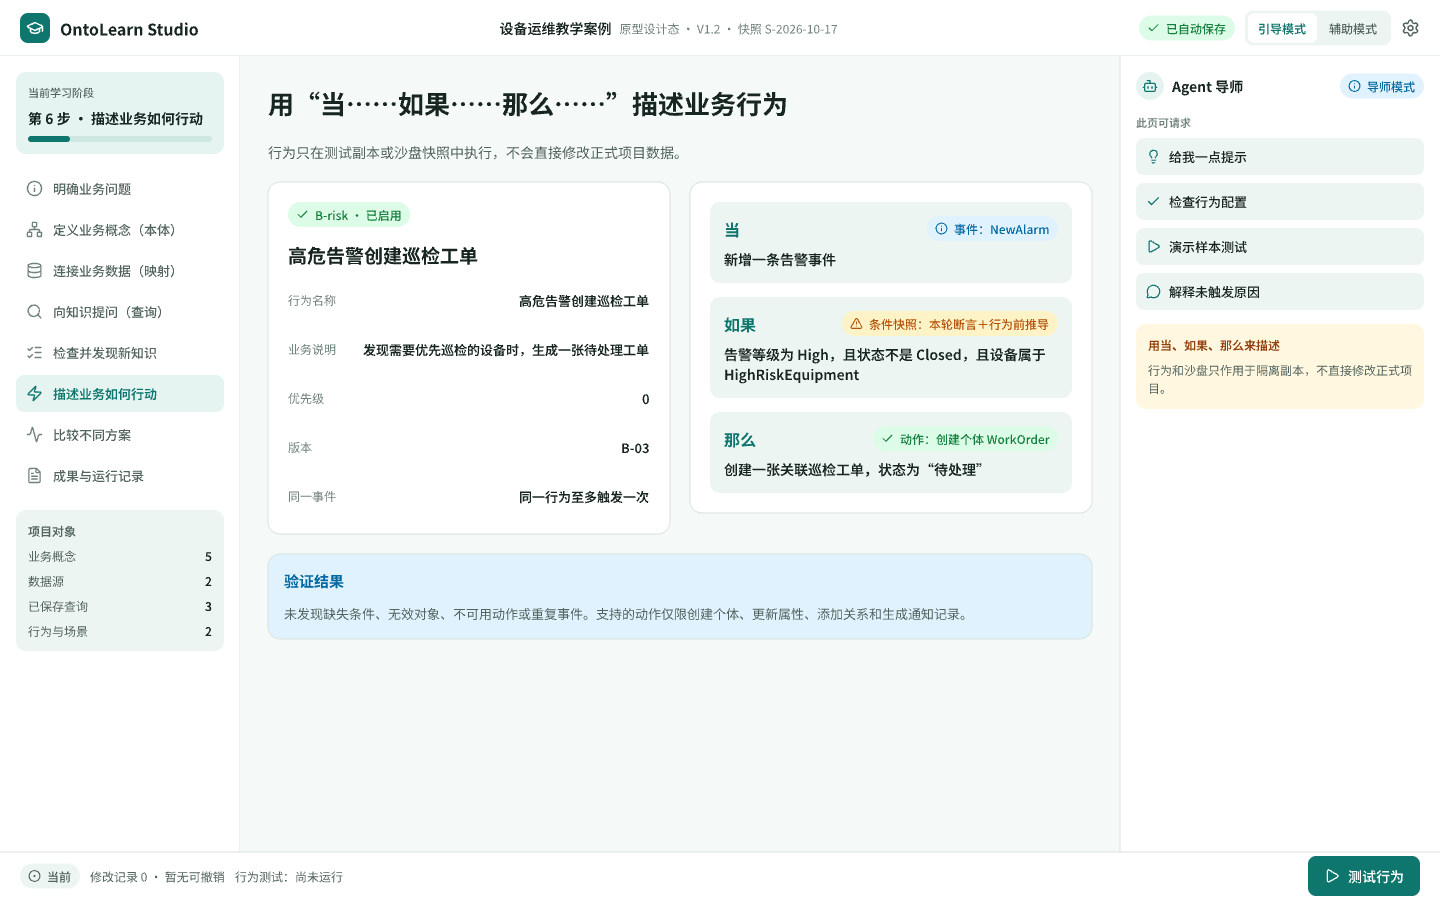 OntoLearn Studio
设备运维教学案例 原型设计态 • V1.2 • 快照 S-2026-10-17
已自动保存
引导模式
辅助模式
当前学习阶段
第 6 步 • 描述业务如何行动
明确业务问题
定义业务概念（本体）
连接业务数据（映射）
向知识提问（查询）
检查并发现新知识
描述业务如何行动
比较不同方案
成果与运行记录
项目对象
业务概念 5
数据源 2
已保存查询 3
行为与场景 2
用“当……如果……那么……”描述业务行为
行为只在测试副本或沙盘快照中执行，不会直接修改正式项目数据。
B-risk • 已启用
高危告警创建巡检工单
行为名称 高危告警创建巡检工单
业务说明 发现需要优先巡检的设备时，生成一张待处理工单
优先级 0
版本 B-03
同一事件 同一行为至多触发一次
当 事件：NewAlarm
新增一条告警事件
如果 条件快照：本轮断言＋行为前推导
告警等级为 High，且状态不是 Closed，且设备属于
HighRiskEquipment
那么 动作：创建个体 WorkOrder
创建一张关联巡检工单，状态为“待处理”
验证结果
未发现缺失条件、无效对象、不可用动作或重复事件。支持的动作仅限创建个体、更新属性、添加关系和生成通知记录。
Agent 导师 导师模式
此页可请求
给我一点提示
检查行为配置
演示样本测试
解释未触发原因
用当、如果、那么来描述
行为和沙盘只作用于隔离副本，不直接修改正式项
目。
当前 修改记录 0 • 暂无可撤销 行为测试：尚未运行
测试行为